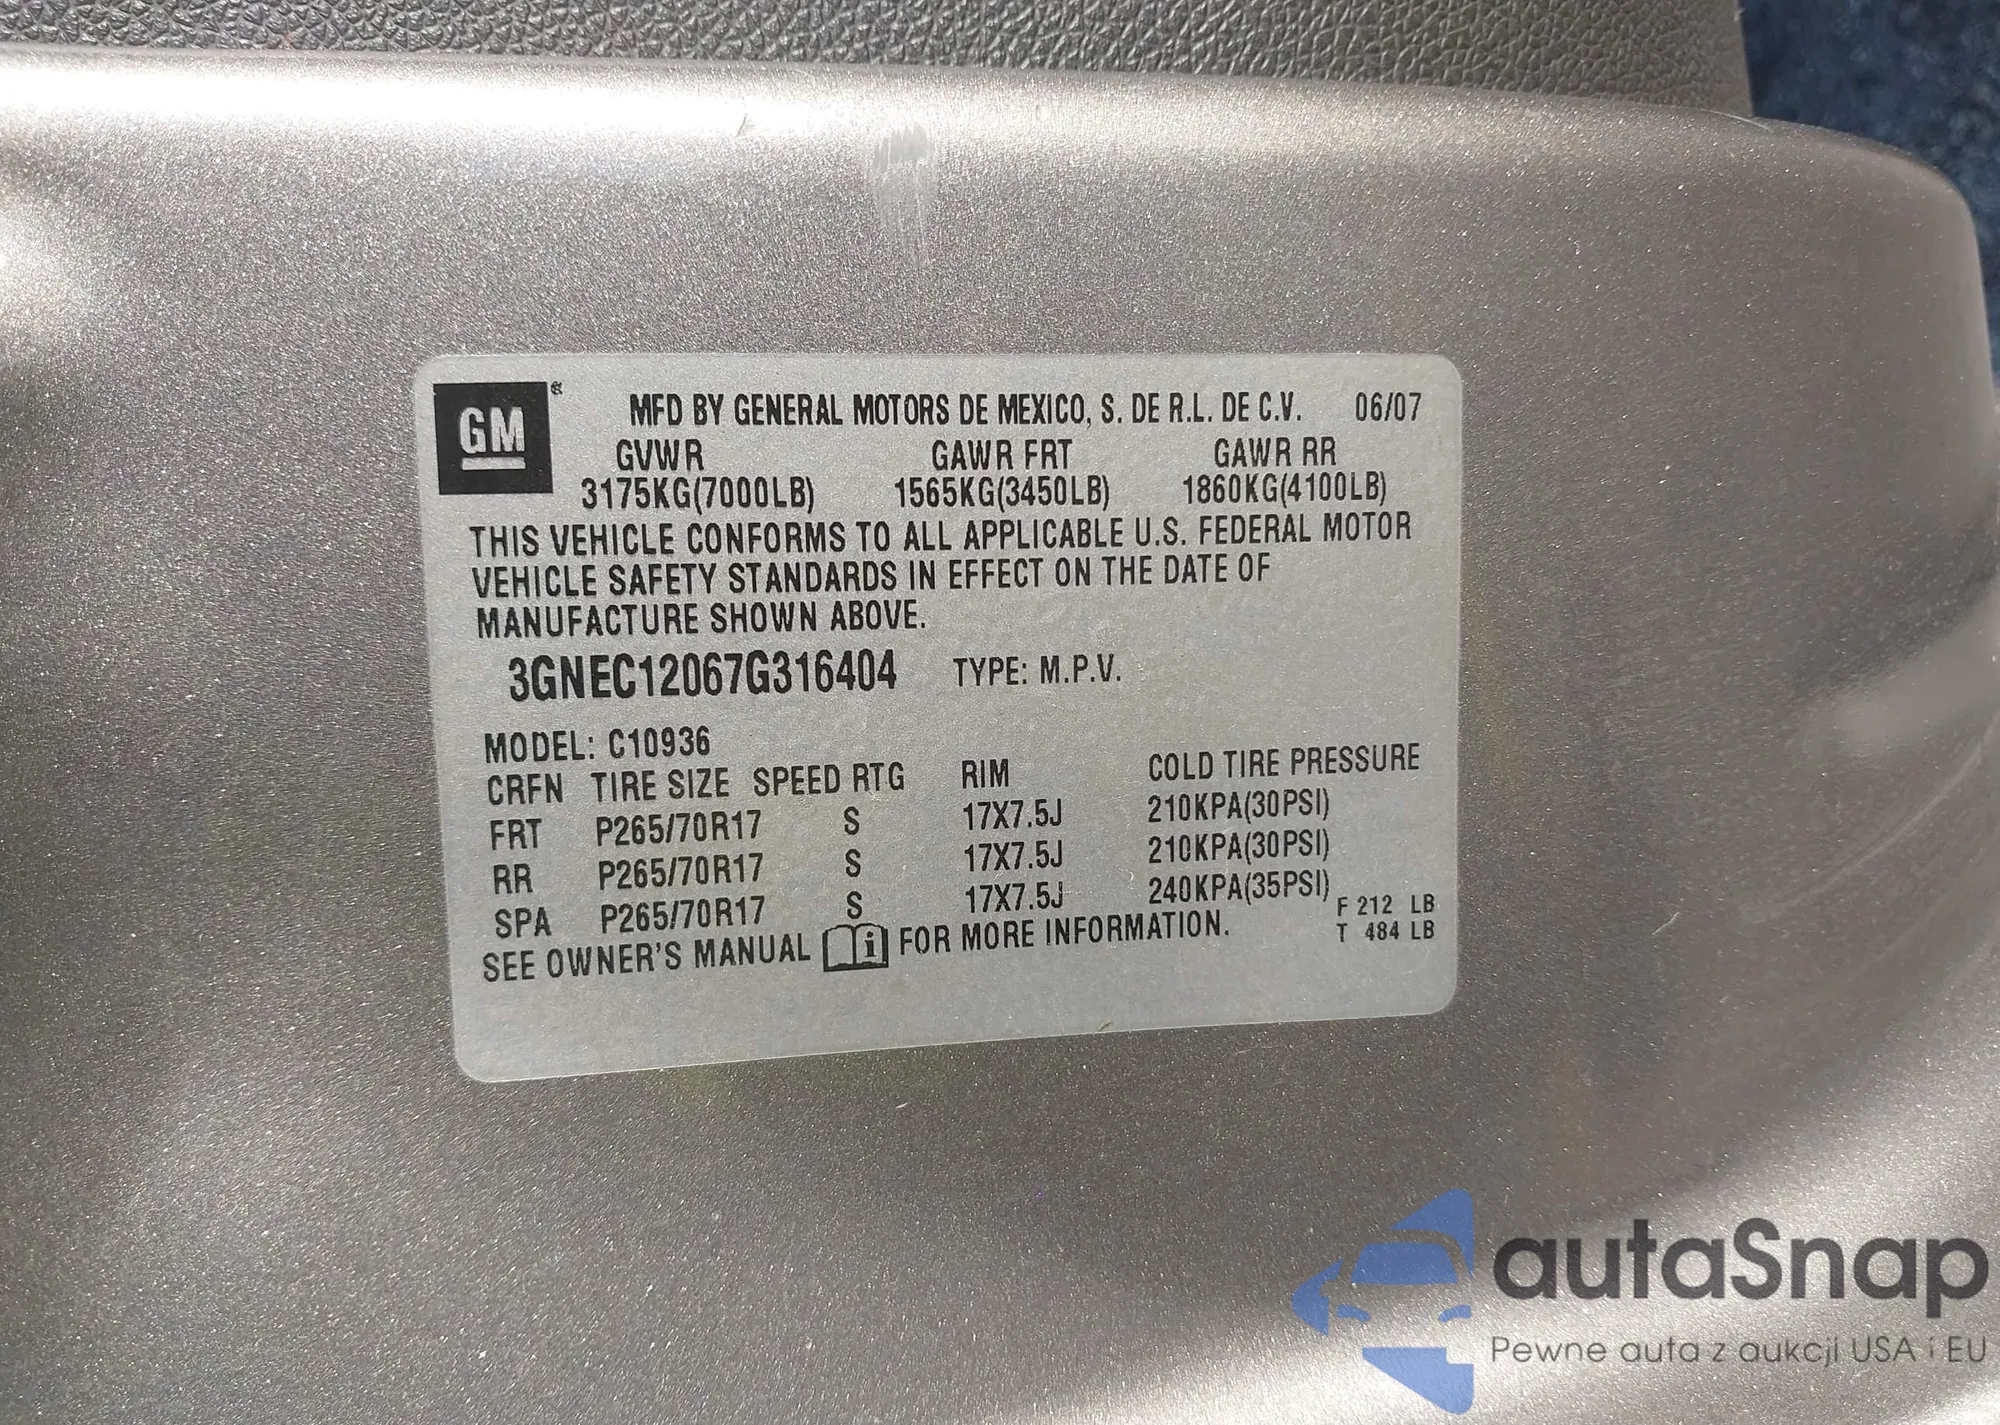 GM ®
MFD BY GENERAL MOTORS DE MEXICO, S. DE R.L. DE C.V. 06/07
GVWR GAWR FRT GAWR RR
3175KG(7000LB) 1565KG(3450LB) 1860KG(4100LB)
THIS VEHICLE CONFORMS TO ALL APPLICABLE U.S. FEDERAL MOTOR
VEHICLE SAFETY STANDARDS IN EFFECT ON THE DATE OF
MANUFACTURE SHOWN ABOVE.
3GNEC12067G316404 TYPE: M.P.V.
MODEL: C10936
CRFN TIRE SIZE SPEED RTG RIM COLD TIRE PRESSURE
FRT P265/70R17 S 17X7.5J 210KPA(30PSI)
RR P265/70R17 S 17X7.5J 210KPA(30PSI)
SPA P265/70R17 S 17X7.5J 240KPA(35PSI)
F 212 LB
T 484 LB
SEE OWNER'S MANUAL i FOR MORE INFORMATION.
autaSnap
Pewne auta z aukcji USA i EU